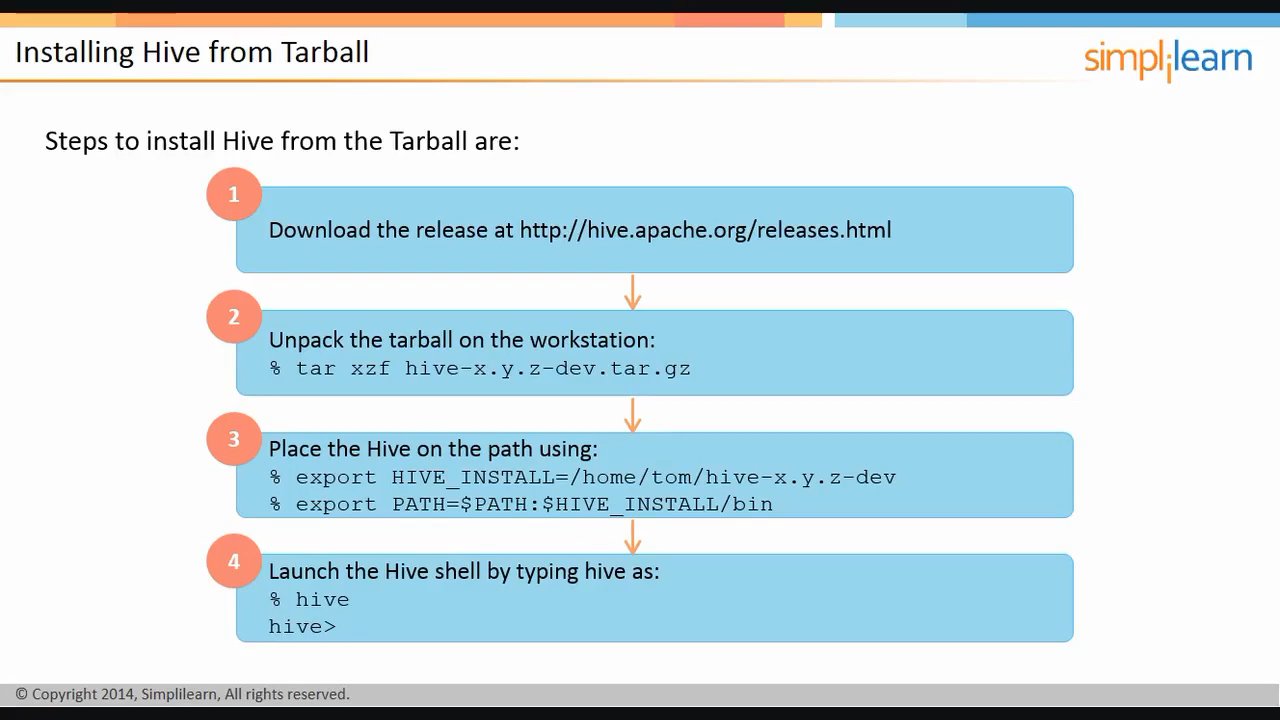 Installing Hive from Tarball
simplilearn
Steps to install Hive from the Tarball are:
1
Download the release at http://hive.apache.org/releases.html
2
Unpack the tarball on the workstation:
% tar xzf hive-x.y.z-dev.tar.gz
3
Place the Hive on the path using:
% export HIVE_INSTALL=/home/tom/hive-x.y.z-dev
% export PATH=$PATH:$HIVE_INSTALL/bin
4
Launch the Hive shell by typing hive as:
% hive
hive>
© Copyright 2014, Simplilearn, All rights reserved.